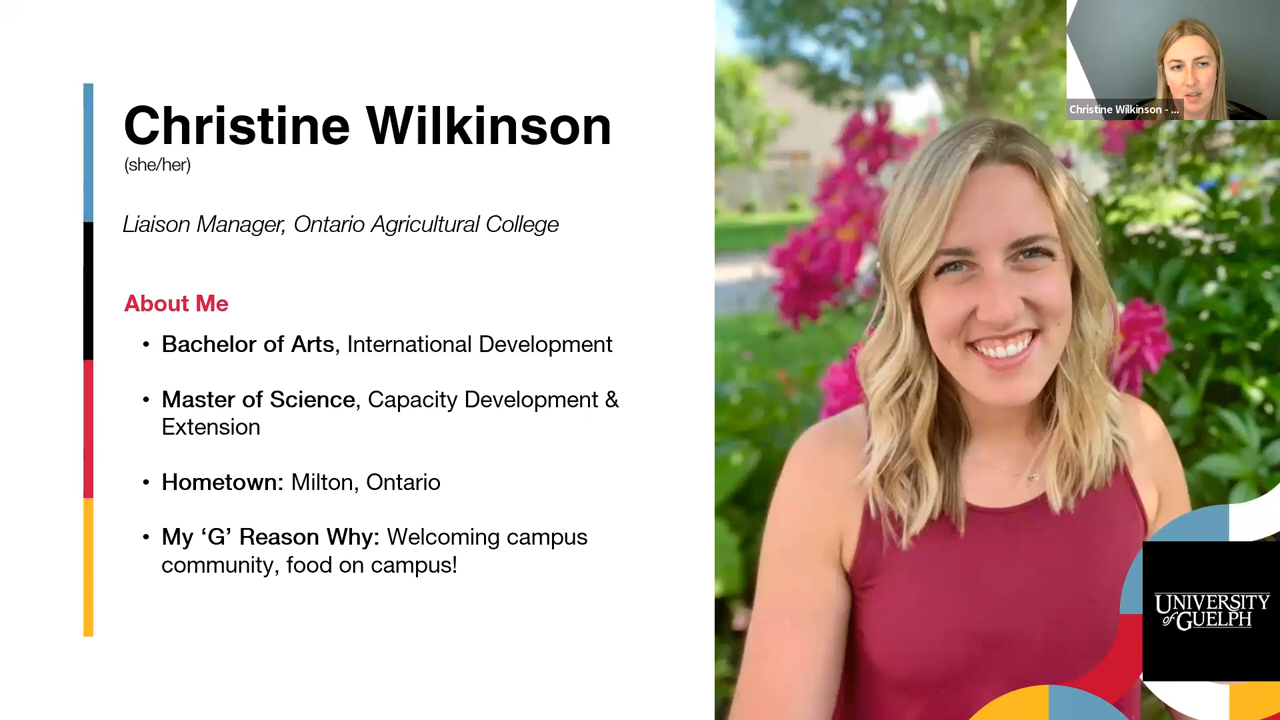 Christine Wilkinson
(she/her)
Liaison Manager, Ontario Agricultural College
About Me
• Bachelor of Arts, International Development
• Master of Science, Capacity Development &
Extension
• Hometown: Milton, Ontario
• My ‘G’ Reason Why: Welcoming campus
community, food on campus!
Christine Wilkinson - ...
UNIVERSITY
of GUELPH